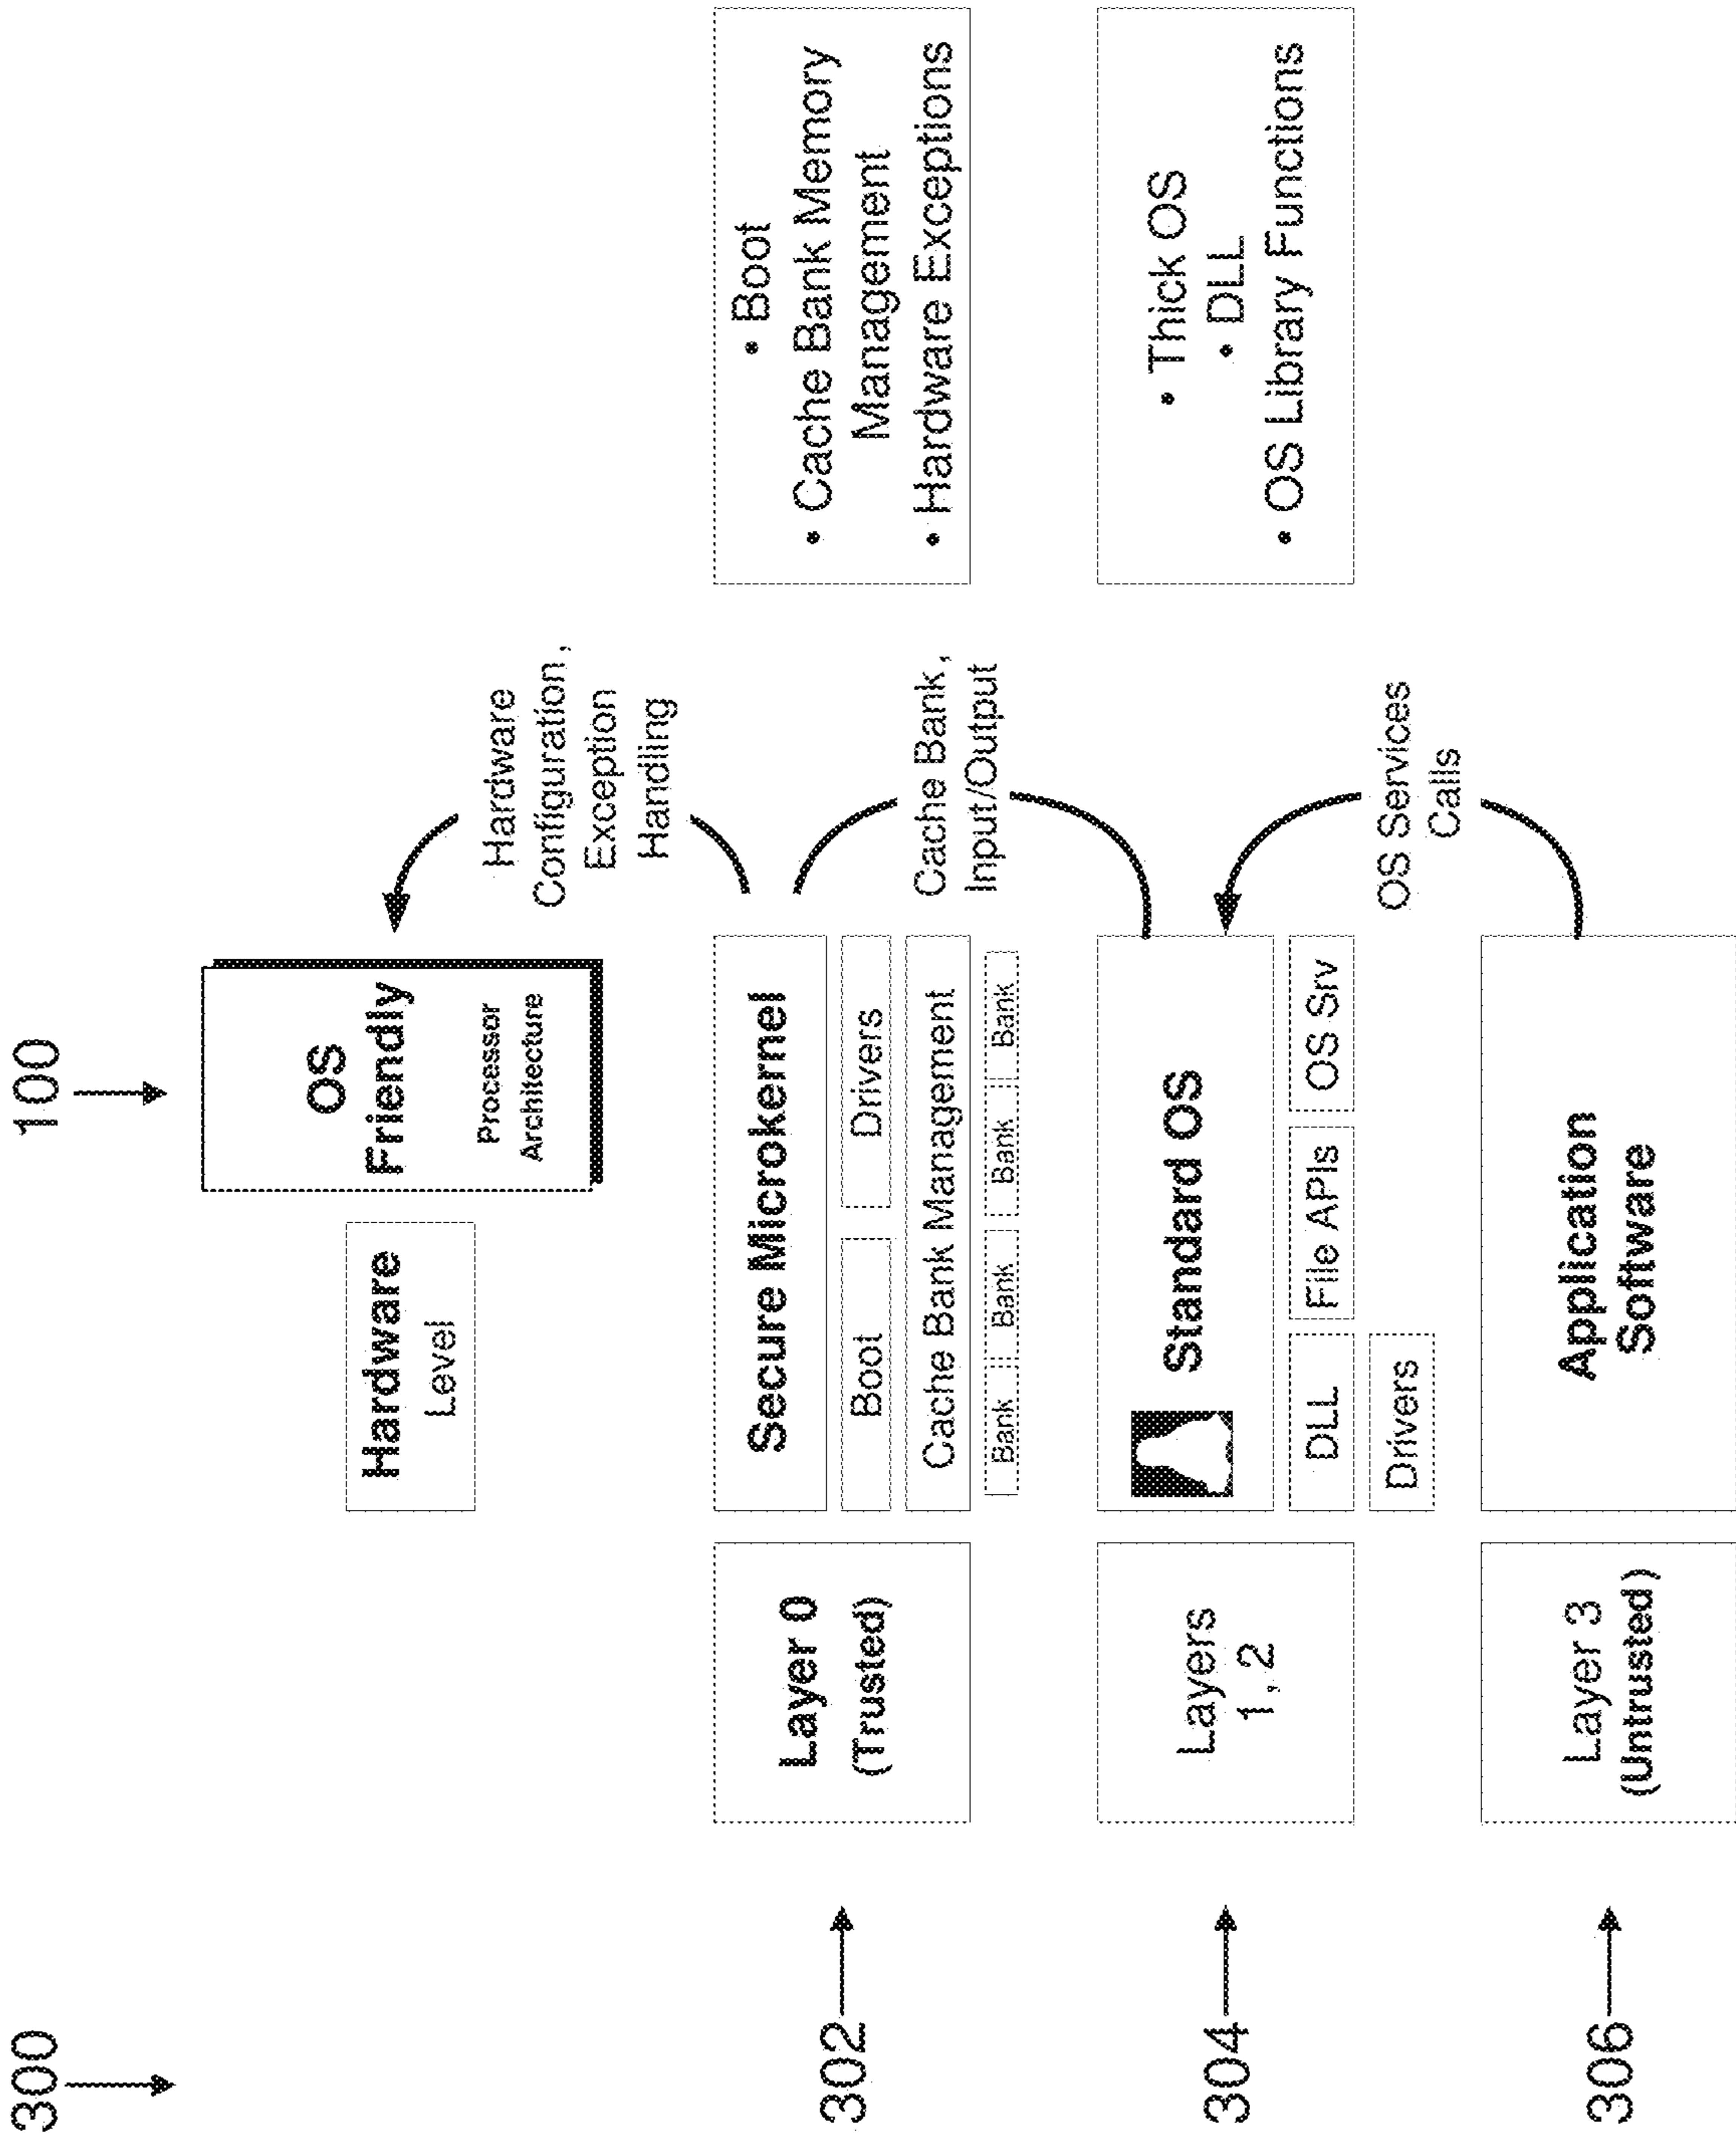 300
100
Hardware
Level
OS
Friendly
Processor
Architecture
Hardware
Configuration,
Exception
Handling
302
Layer 0
(Trusted)
Secure Microkernel
Boot
Drivers
Cache Bank Management
Bank
Bank
Bank
Bank
• Boot
• Cache Bank Memory
Management
• Hardware Exceptions
Cache Bank,
Input/Output
304
Layers
1, 2
Standard OS
DLL
File APIs
OS Srv
Drivers
• Thick OS
• DLL
• OS Library Functions
OS Services
Calls
306
Layer 3
(Untrusted)
Application
Software